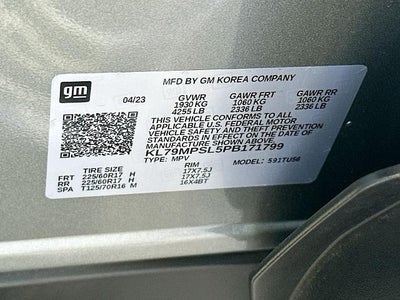 gm
MFD BY GM KOREA COMPANY
04/23 GVWR GAWR FRT GAWR RR
1930 KG 1060 KG 1060 KG
4255 LB 2336 LB 2336 LB
THIS VEHICLE CONFORMS TO ALL
APPLICABLE U.S. FEDERAL MOTOR
VEHICLE SAFETY AND THEFT PREVENTION
STANDARDS IN EFFECT ON THE DATE OF
MANUFACTURE SHOWN ABOVE.
KL79MPSL5PB171799
TYPE: MPV MODEL: 591TU56
TIRE SIZE RIM
FRT 225/60R17 H 17X7.5J
RR 225/60R17 H 17X7.5J
SPA T125/70R16 M 16X4BT